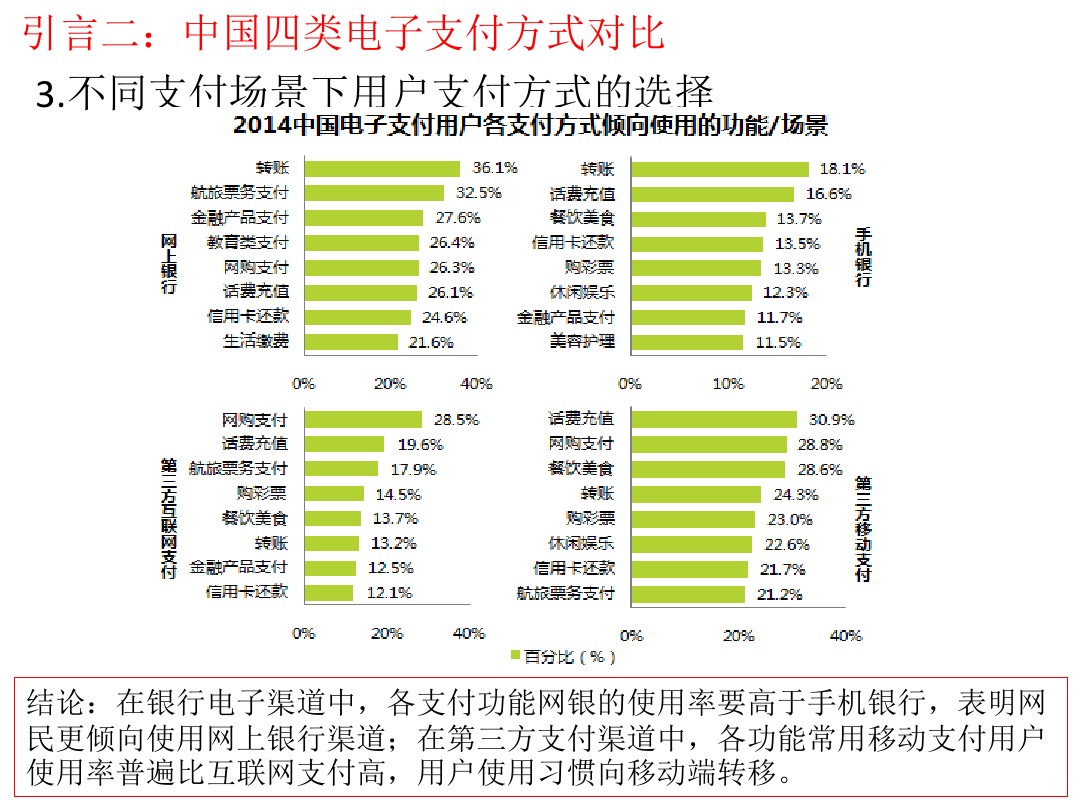 引言二：中国四类电子支付方式对比
3.不同支付场景下用户支付方式的选择
2014中国电子支付用户各支付方式倾向使用的功能/场景
网上银行
转账 36.1%
航旅票务支付 32.5%
金融产品支付 27.6%
教育类支付 26.4%
网购支付 26.3%
话费充值 26.1%
信用卡还款 24.6%
生活缴费 21.6%
0% 20% 40%
手机银行
转账 18.1%
话费充值 16.6%
餐饮美食 13.7%
信用卡还款 13.5%
购彩票 13.3%
休闲娱乐 12.3%
金融产品支付 11.7%
美容护理 11.5%
0% 10% 20%
第三方互联网支付
网购支付 28.5%
话费充值 19.6%
航旅票务支付 17.9%
购彩票 14.5%
餐饮美食 13.7%
转账 13.2%
金融产品支付 12.5%
信用卡还款 12.1%
0% 20% 40%
第三方移动支付
话费充值 30.9%
网购支付 28.8%
餐饮美食 28.6%
转账 24.3%
购彩票 23.0%
休闲娱乐 22.6%
信用卡还款 21.7%
航旅票务支付 21.2%
0% 20% 40%
百分比（%）
结论：在银行电子渠道中，各支付功能网银的使用率要高于手机银行，表明网
民更倾向使用网上银行渠道；在第三方支付渠道中，各功能常用移动支付用户
使用率普遍比互联网支付高，用户使用习惯向移动端转移。